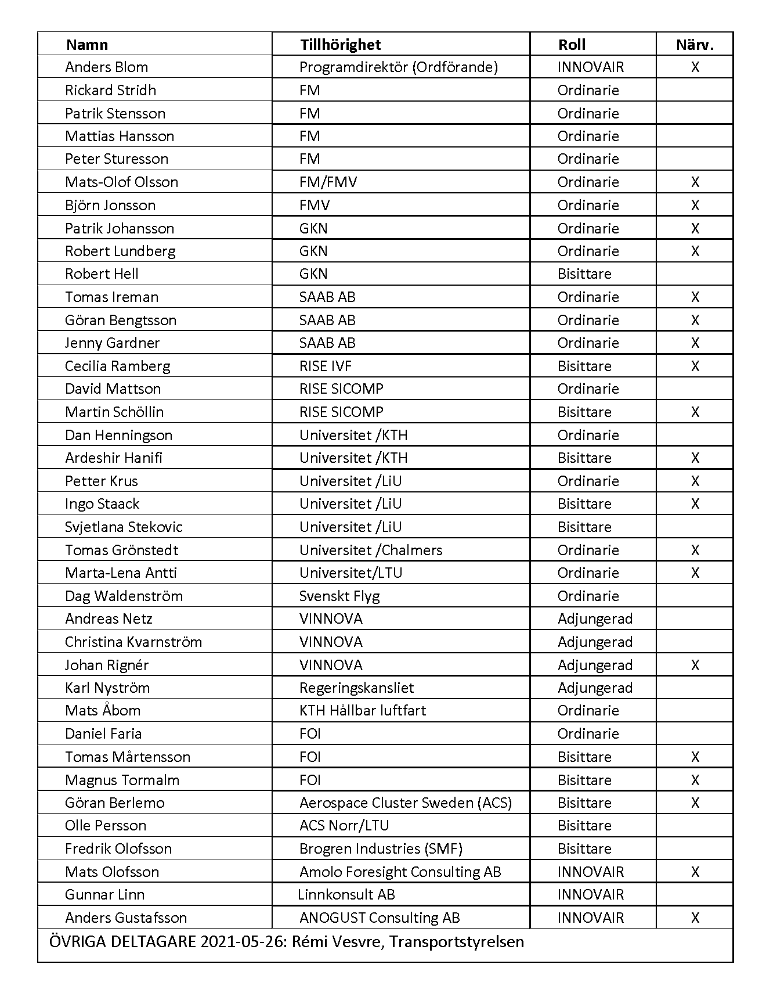 Namn Tillhörighet Roll Närv.
Anders Blom Programdirektör (Ordförande) INNOVAIR X
Rickard Stridh FM Ordinarie
Patrik Stensson FM Ordinarie
Mattias Hansson FM Ordinarie
Peter Sturesson FM Ordinarie
Mats-Olof Olsson FM/FMV Ordinarie X
Björn Jonsson FMV Ordinarie X
Patrik Johansson GKN Ordinarie X
Robert Lundberg GKN Ordinarie X
Robert Hell GKN Bisittare
Tomas Ireman SAAB AB Ordinarie X
Göran Bengtsson SAAB AB Ordinarie X
Jenny Gardner SAAB AB Ordinarie X
Cecilia Ramberg RISE IVF Bisittare X
David Mattson RISE SICOMP Ordinarie
Martin Schöllin RISE SICOMP Bisittare X
Dan Henningson Universitet /KTH Ordinarie
Ardeshir Hanifi Universitet /KTH Bisittare X
Petter Krus Universitet /LiU Ordinarie X
Ingo Staack Universitet /LiU Bisittare X
Svjetlana Stekovic Universitet /LiU Bisittare
Tomas Grönstedt Universitet /Chalmers Ordinarie X
Marta-Lena Antti Universitet/LTU Ordinarie X
Dag Waldenström Svenskt Flyg Ordinarie
Andreas Netz VINNOVA Adjungerad
Christina Kvarnström VINNOVA Adjungerad
Johan Rignér VINNOVA Adjungerad X
Karl Nyström Regeringskansliet Adjungerad
Mats Åbom KTH Hållbar luftfart Ordinarie
Daniel Faria FOI Ordinarie
Tomas Mårtensson FOI Bisittare X
Magnus Tormalm FOI Bisittare X
Göran Berlemo Aerospace Cluster Sweden (ACS) Bisittare X
Olle Persson ACS Norr/LTU Bisittare
Fredrik Olofsson Brogren Industries (SMF) Bisittare
Mats Olofsson Amolo Foresight Consulting AB INNOVAIR X
Gunnar Linn Linnkonsult AB INNOVAIR
Anders Gustafsson ANOGUST Consulting AB INNOVAIR X
ÖVRIGA DELTAGARE 2021-05-26: Rémi Vesvre, Transportstyrelsen